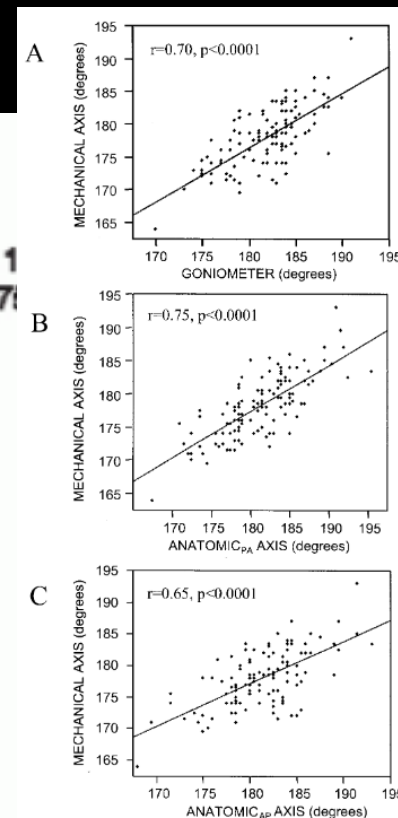 A
MECHANICAL AXIS (degrees)
195
190
185
180
175
170
165
r=0.70, p<0.0001
170 175 180 185 190 195
GONIOMETER (degrees)
1
75
B
MECHANICAL AXIS (degrees)
195
190
185
180
175
170
165
r=0.75, p<0.0001
170 175 180 185 190 195
ANATOMICPA AXIS (degrees)
C
MECHANICAL AXIS (degrees)
195
190
185
180
175
170
165
r=0.65, p<0.0001
170 175 180 185 190 195
ANATOMICAP AXIS (degrees)